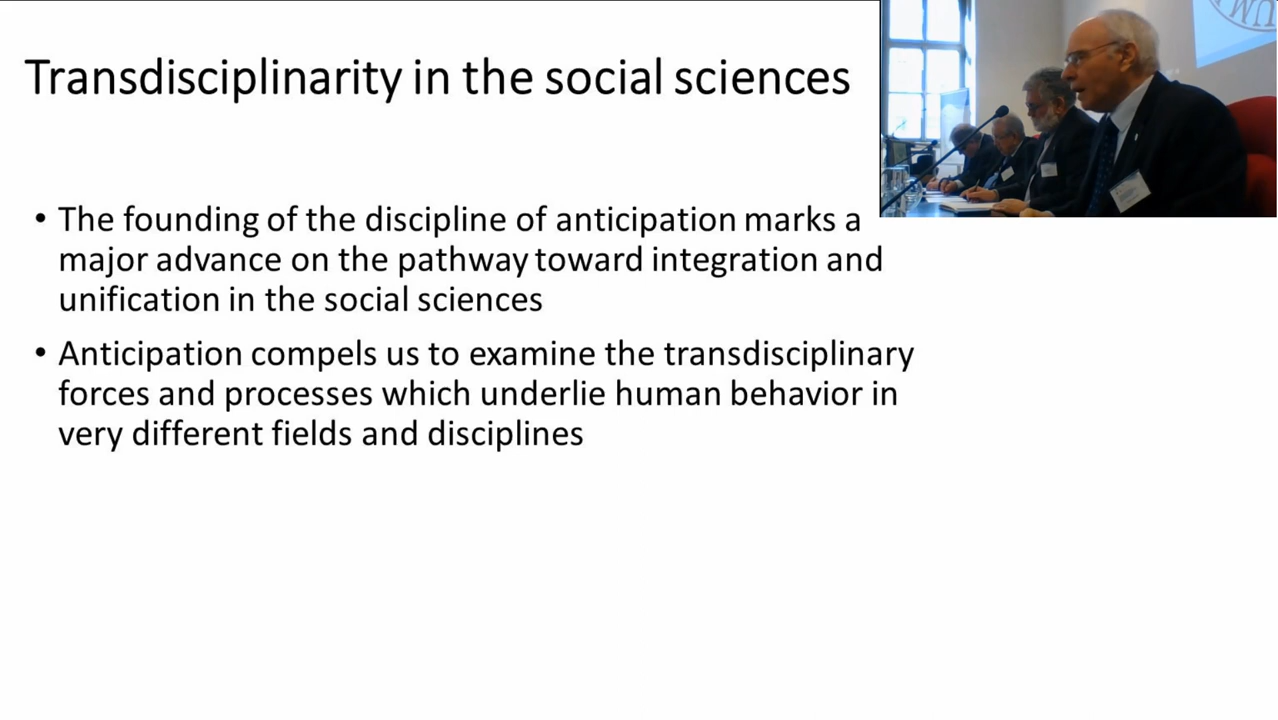 Transdisciplinarity in the social sciences
• The founding of the discipline of anticipation marks a
major advance on the pathway toward integration and
unification in the social sciences
• Anticipation compels us to examine the transdisciplinary
forces and processes which underlie human behavior in
very different fields and disciplines